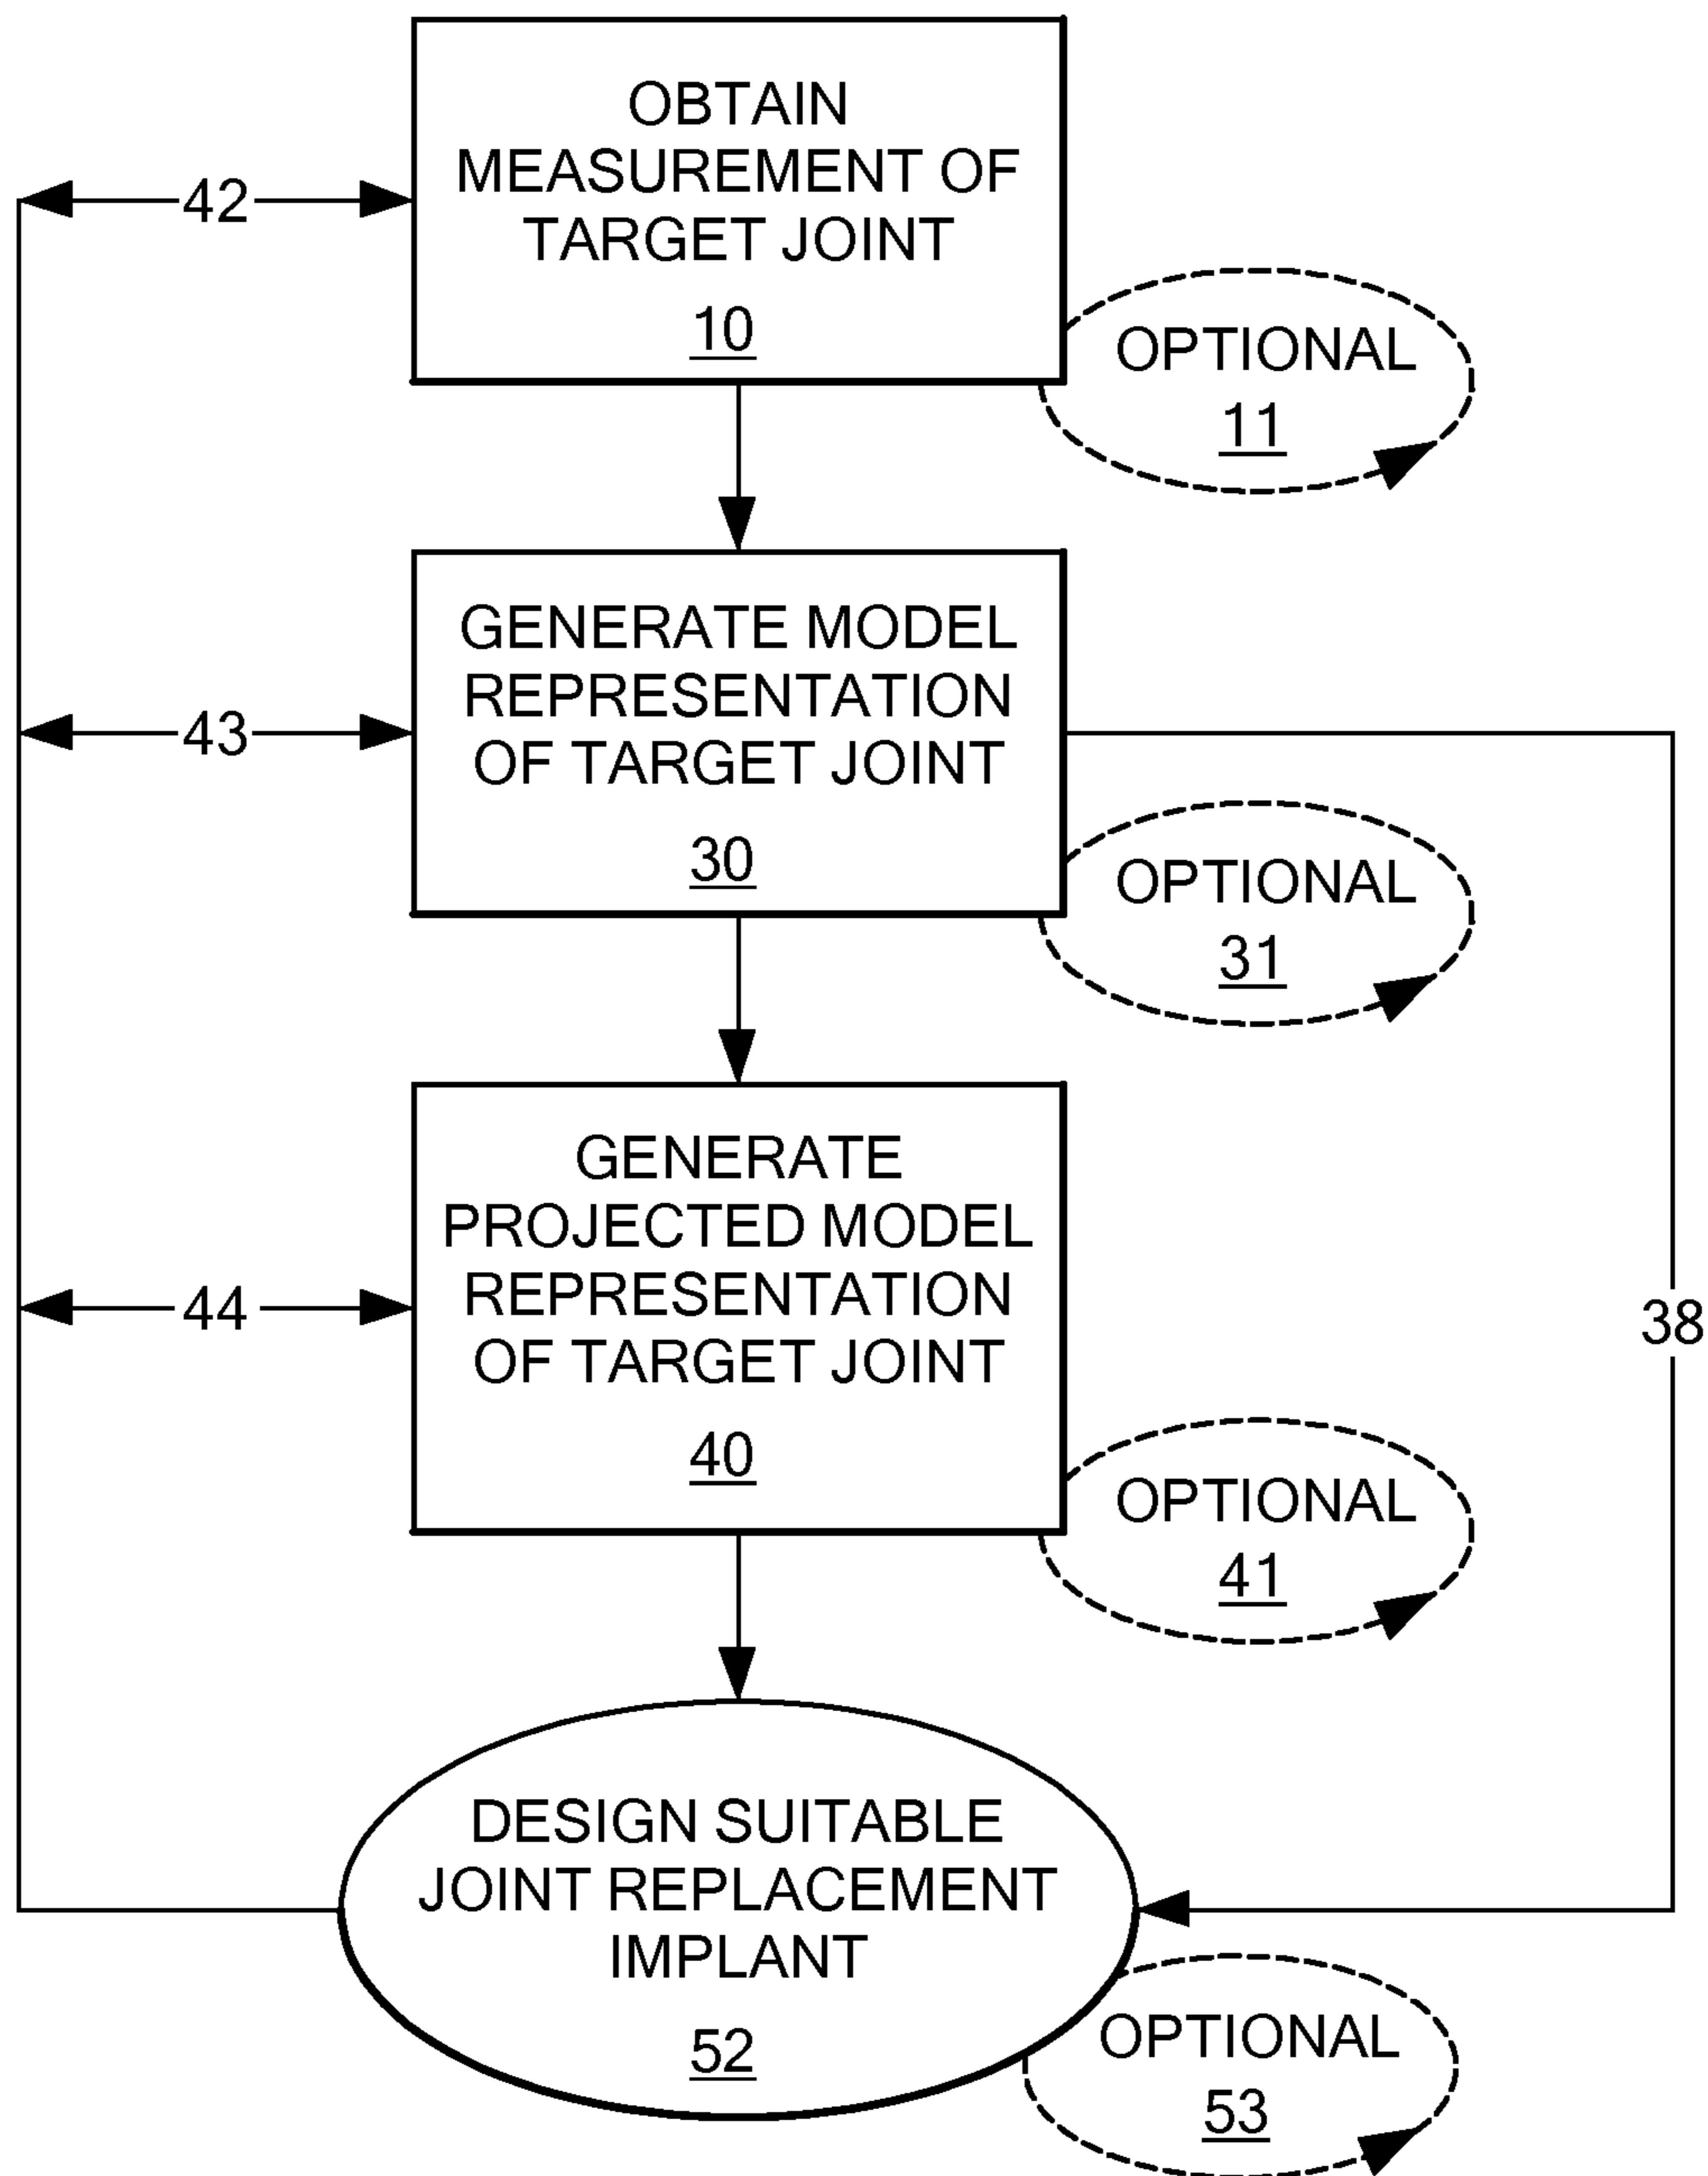 OBTAIN
MEASUREMENT OF
TARGET JOINT
10
42
OPTIONAL
11
GENERATE MODEL
REPRESENTATION
OF TARGET JOINT
30
43
OPTIONAL
31
GENERATE
PROJECTED MODEL
REPRESENTATION
OF TARGET JOINT
40
44
38
OPTIONAL
41
DESIGN SUITABLE
JOINT REPLACEMENT
IMPLANT
52
OPTIONAL
53